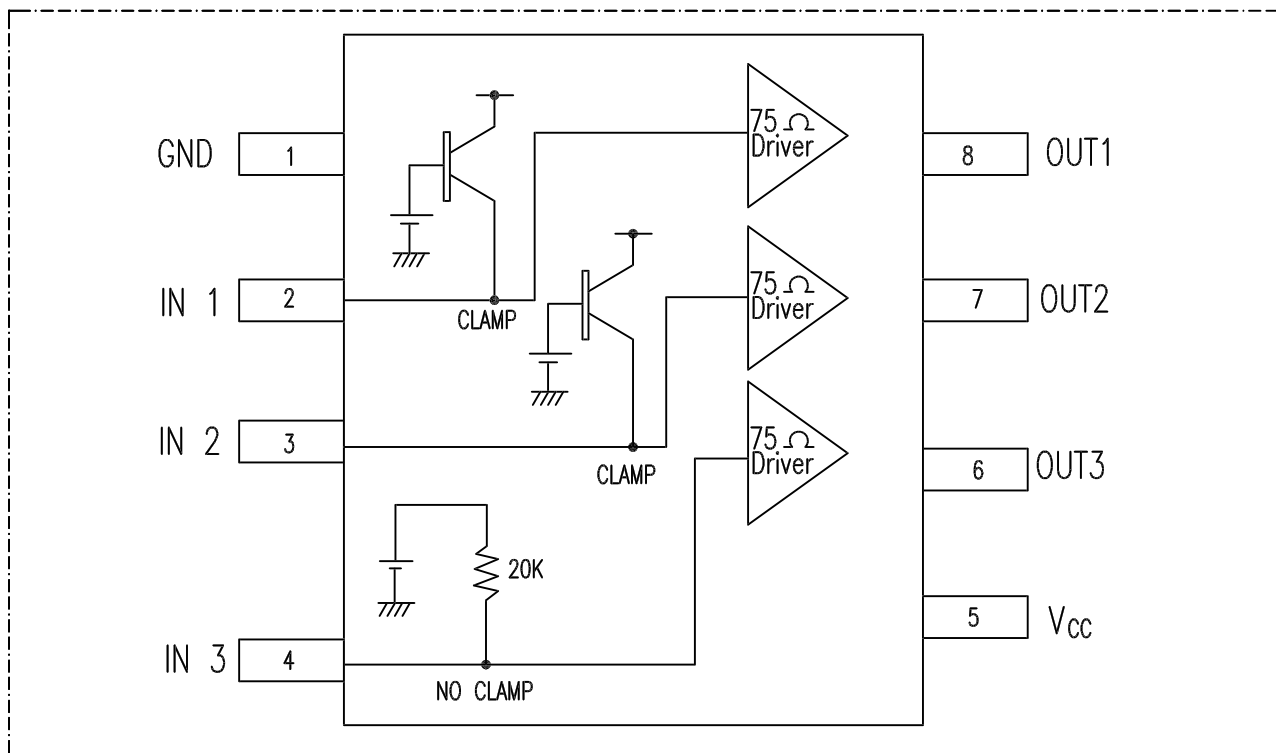 GND 1
75 Ω
Driver
8 OUT1
IN 1 2
CLAMP
75 Ω
Driver
7 OUT2
IN 2 3
CLAMP
75 Ω
Driver
6 OUT3
20K
5 VCC
IN 3 4
NO CLAMP